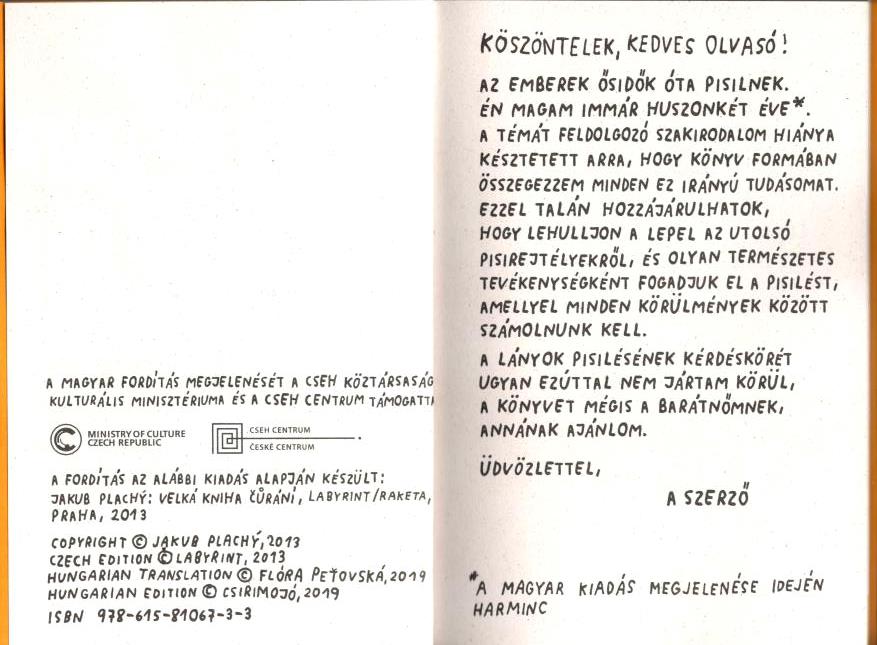 A MAGYAR FORDÍTÁS MEGJELENÉSÉT A CSEH KÖZTÁRSASÁG
KULTURÁLIS MINISZTÉRIUMA ÉS A CSEH CENTRUM TÁMOGATTA
MINISTRY OF CULTURE
CZECH REPUBLIC
CSEH CENTRUM
ČESKÉ CENTRUM
A FORDÍTÁS AZ ALÁBBI KIADÁS ALAPJÁN KÉSZÜLT:
JAKUB PLACHÝ: VELKÁ KNIHA ČŮRÁNÍ, LABYRINT/RAKETA,
PRAHA, 2013
COPYRIGHT © JAKUB PLACHÝ, 2013
CZECH EDITION © LABYRINT, 2013
HUNGARIAN TRANSLATION © FLÓRA PEŤOVSKÁ, 2019
HUNGARIAN EDITION © CSIRIMOJÓ, 2019
ISBN 978-615-81067-3-3
KÖSZÖNTELEK, KEDVES OLVASÓ!
AZ EMBEREK ŐSIDŐK ÓTA PISILNEK.
ÉN MAGAM IMMÁR HUSZONKÉT ÉVE*.
A TÉMÁT FELDOLGOZÓ SZAKIRODALOM HIÁNYA
KÉSZTETETT ARRA, HOGY KÖNYV FORMÁBAN
ÖSSZEGEZZEM MINDEN EZ IRÁNYÚ TUDÁSOMAT.
EZZEL TALÁN HOZZÁJÁRULHATOK,
HOGY LEHULLJON A LEPEL AZ UTOLSÓ
PISIREJTÉLYEKRŐL, ÉS OLYAN TERMÉSZETES
TEVÉKENYSÉGKÉNT FOGADJUK EL A PISILÉST,
AMELLYEL MINDEN KÖRÜLMÉNYEK KÖZÖTT
SZÁMOLNUNK KELL.
A LÁNYOK PISILÉSÉNEK KÉRDÉSKÖRÉT
UGYAN EZÚTTAL NEM JÁRTAM KÖRÜL,
A KÖNYVET MÉGIS A BARÁTNŐMNEK,
ANNÁNAK AJÁNLOM.
ÜDVÖZLETTEL,
A SZERZŐ
*A MAGYAR KIADÁS MEGJELENÉSE IDEJÉN
HARMINC